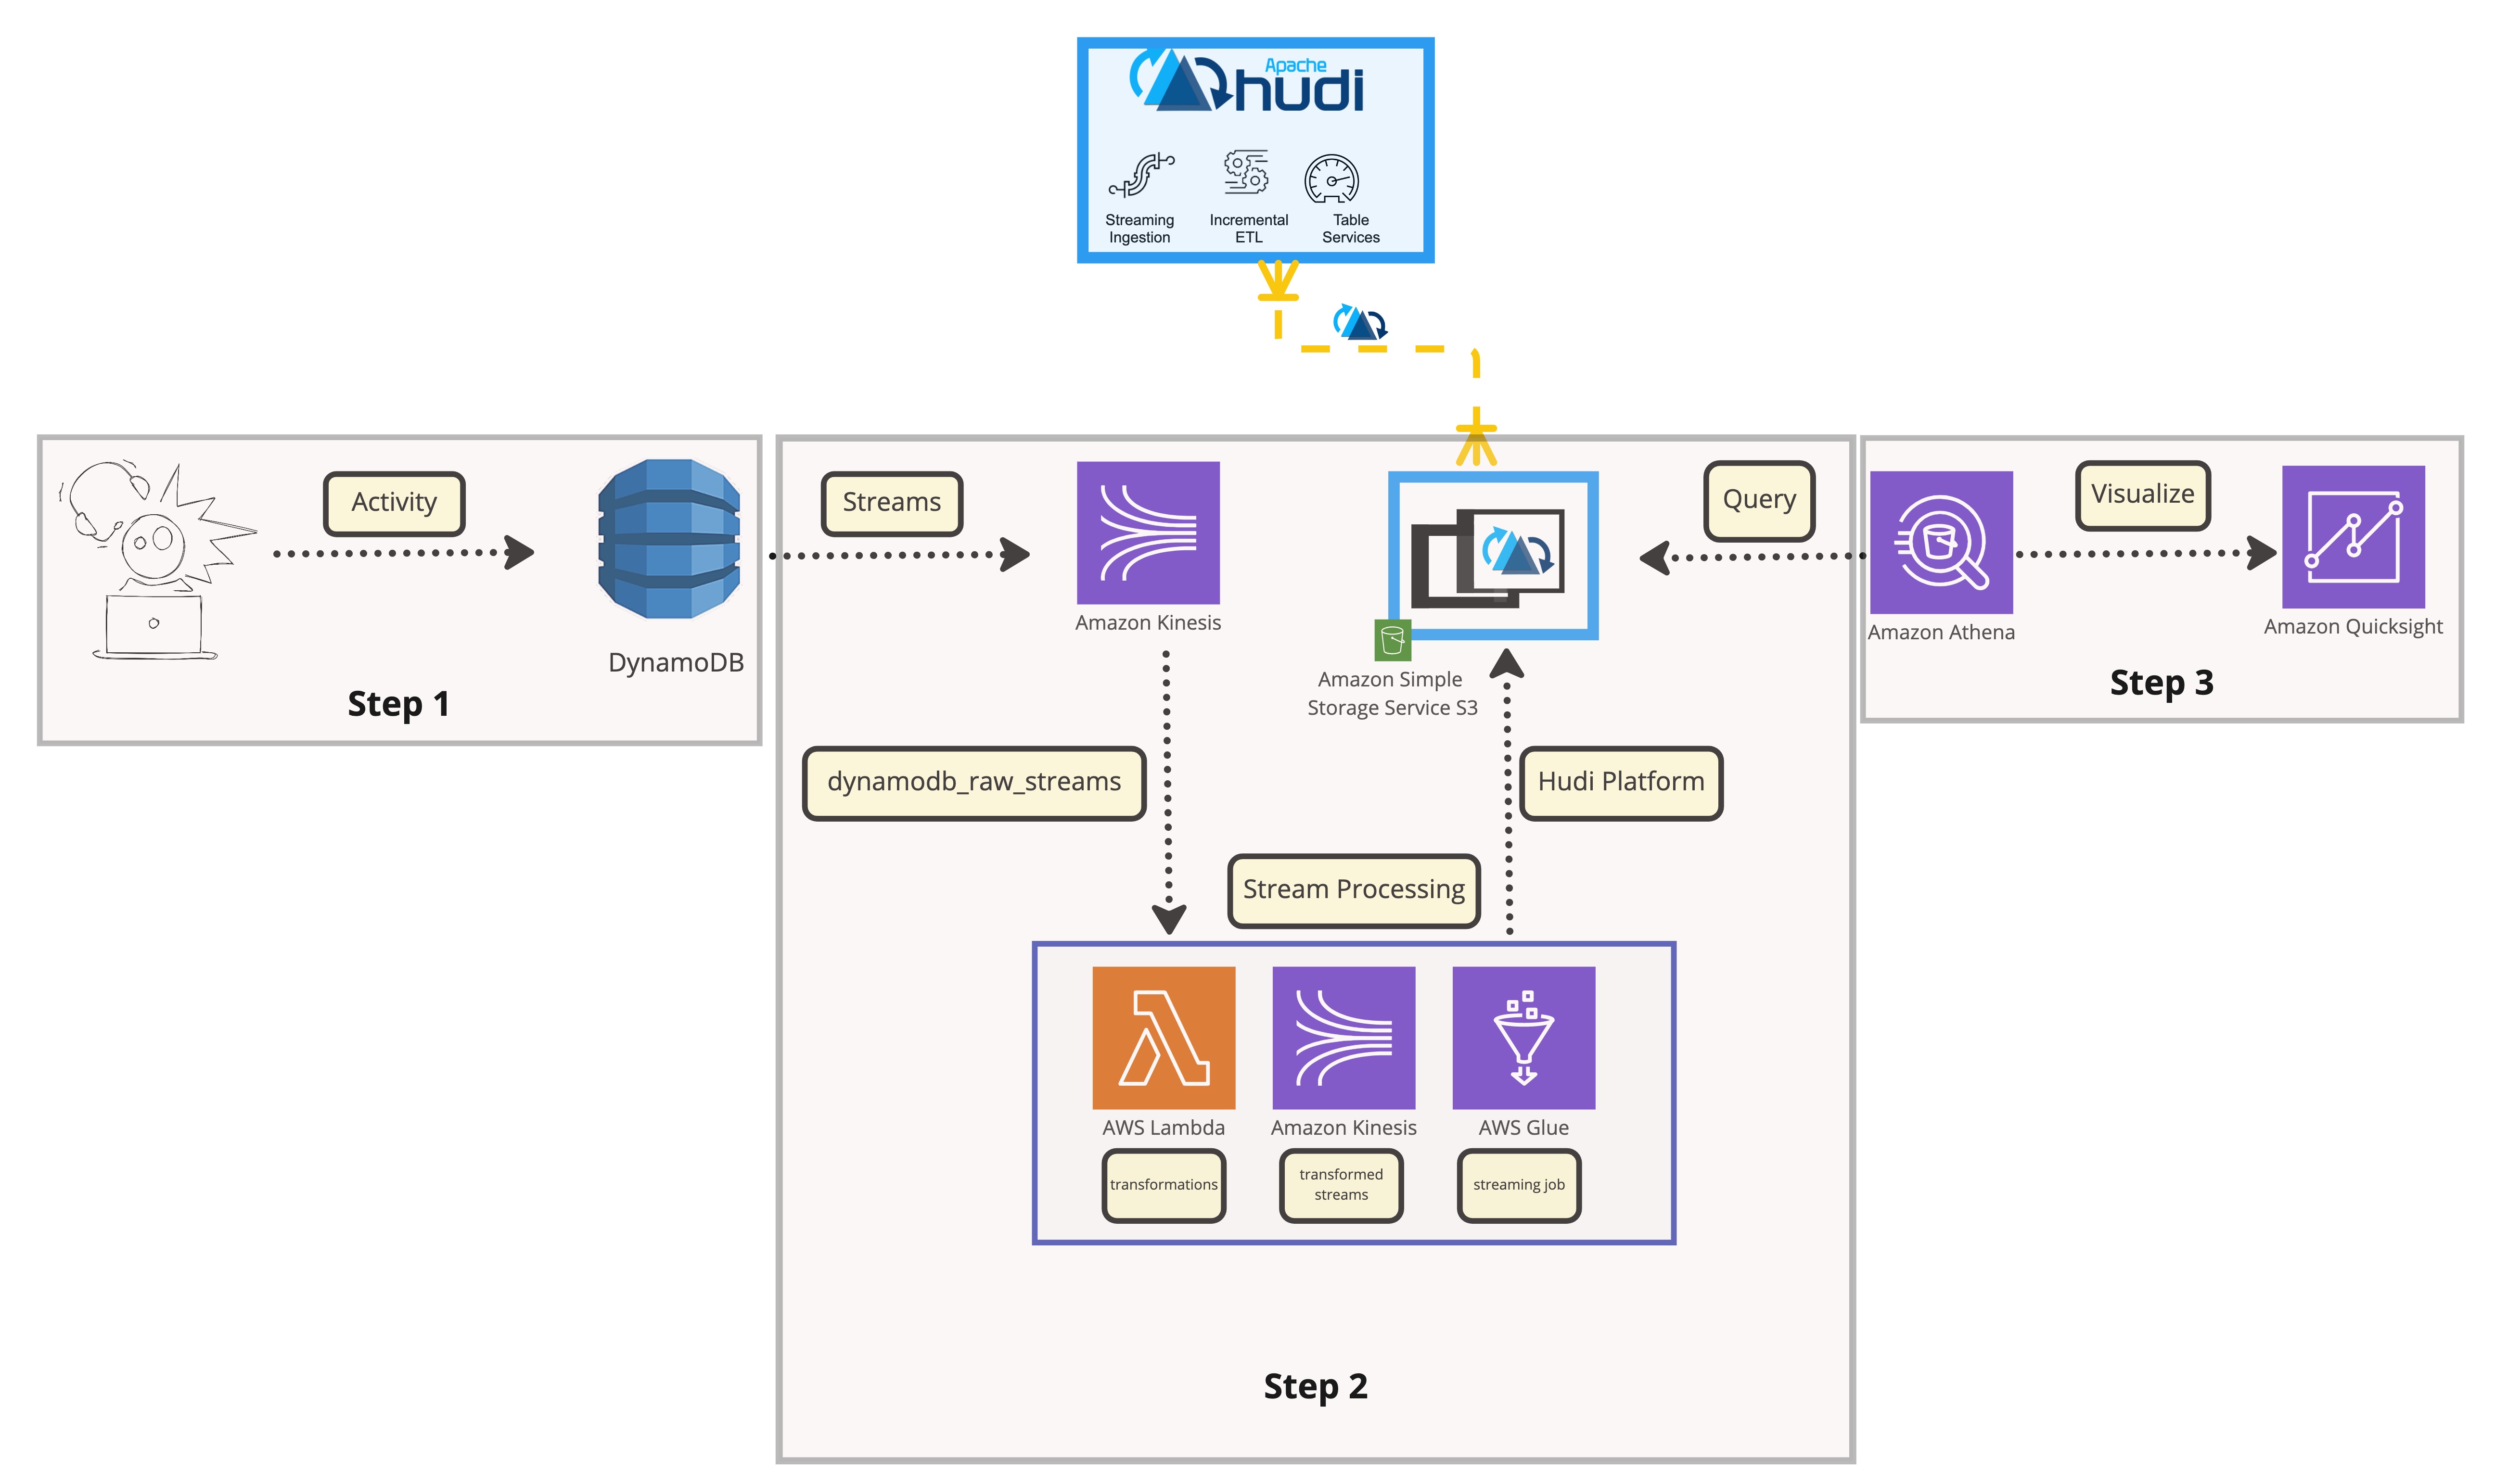 Apache
hudi
Streaming
Ingestion
Incremental
ETL
Table
Services
Activity
DynamoDB
Step 1
Streams
Amazon Kinesis
Query
Amazon Simple
Storage Service S3
Amazon Athena
Visualize
Amazon Quicksight
Step 3
dynamodb_raw_streams
Hudi Platform
Stream Processing
AWS Lambda
Amazon Kinesis
AWS Glue
transformations
transformed
streams
streaming job
Step 2